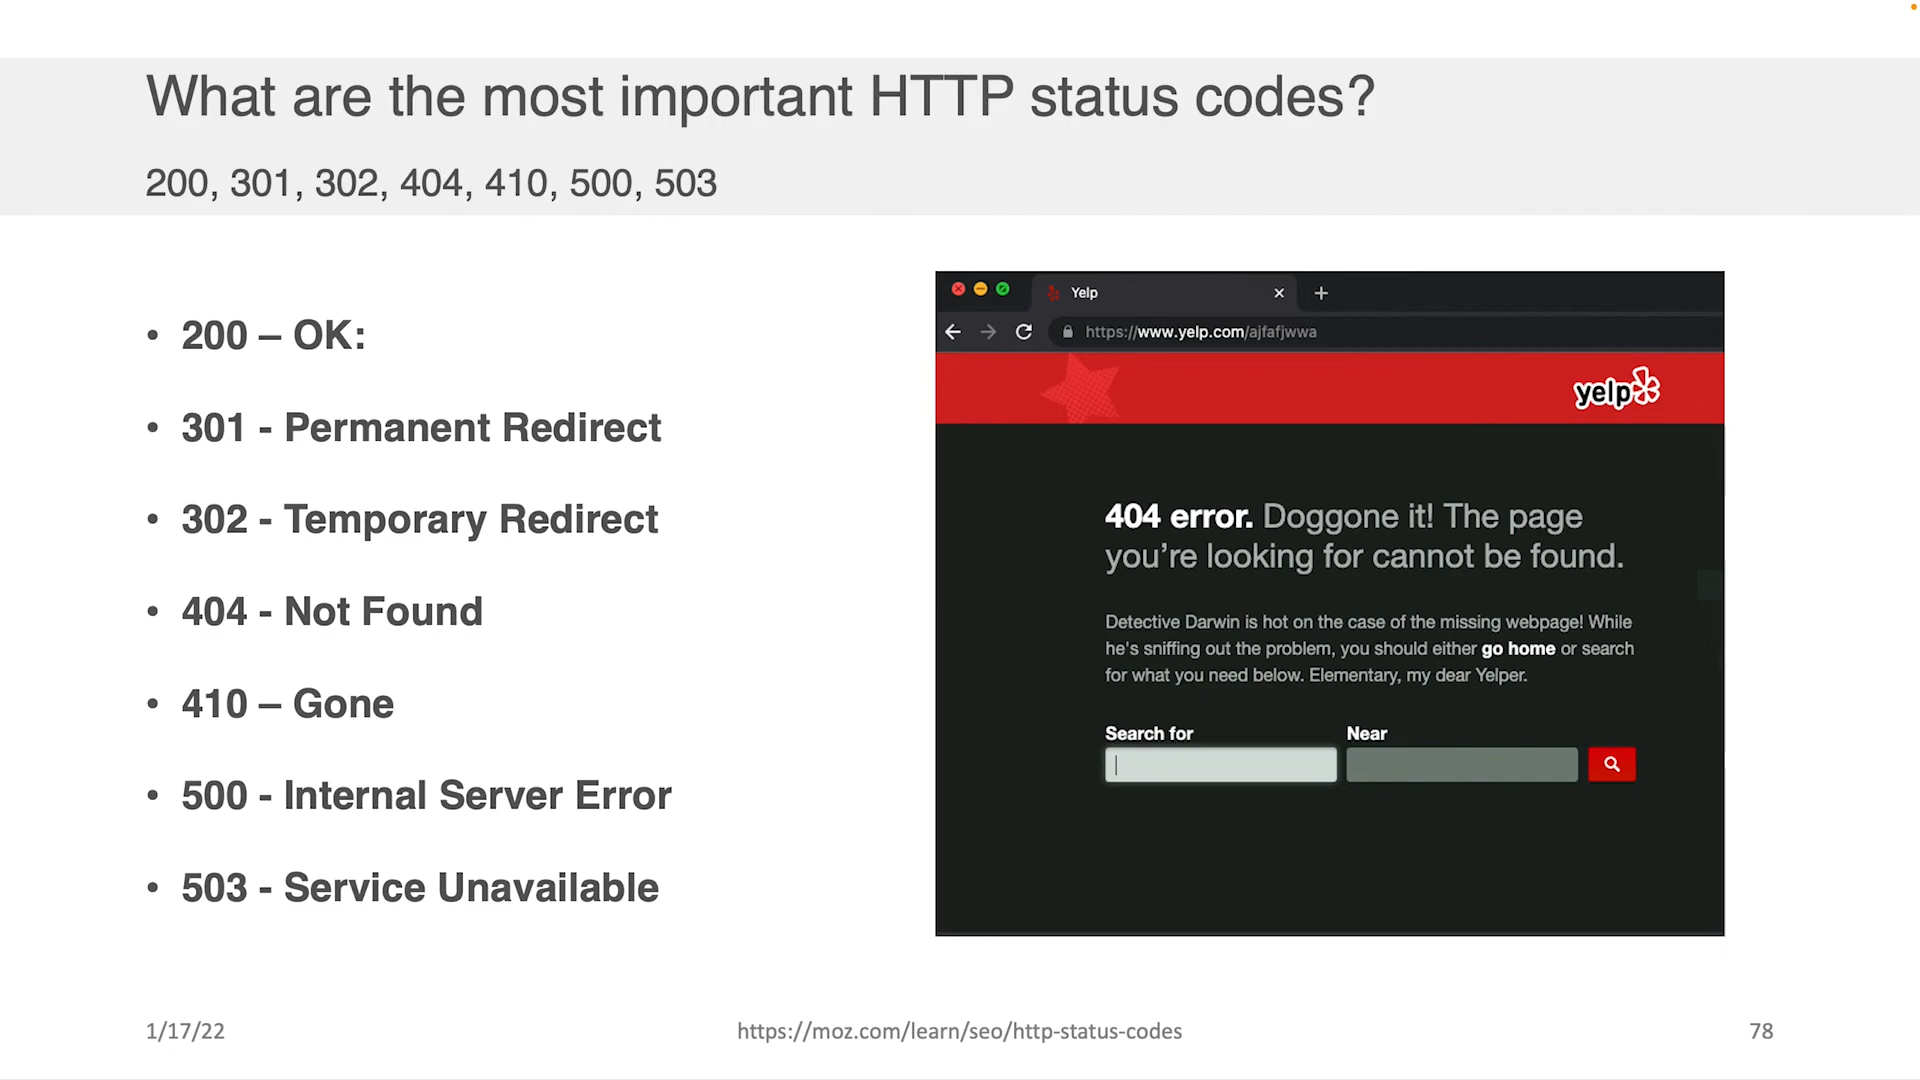 What are the most important HTTP status codes?
200, 301, 302, 404, 410, 500, 503
• 200 – OK:
• 301 - Permanent Redirect
• 302 - Temporary Redirect
• 404 - Not Found
• 410 – Gone
• 500 - Internal Server Error
• 503 - Service Unavailable
Yelp
https://www.yelp.com/ajfafjwwa
yelp
404 error. Doggone it! The page
you’re looking for cannot be found.
Detective Darwin is hot on the case of the missing webpage! While
he's sniffing out the problem, you should either go home or search
for what you need below. Elementary, my dear Yelper.
Search for Near
1/17/22
https://moz.com/learn/seo/http-status-codes
78